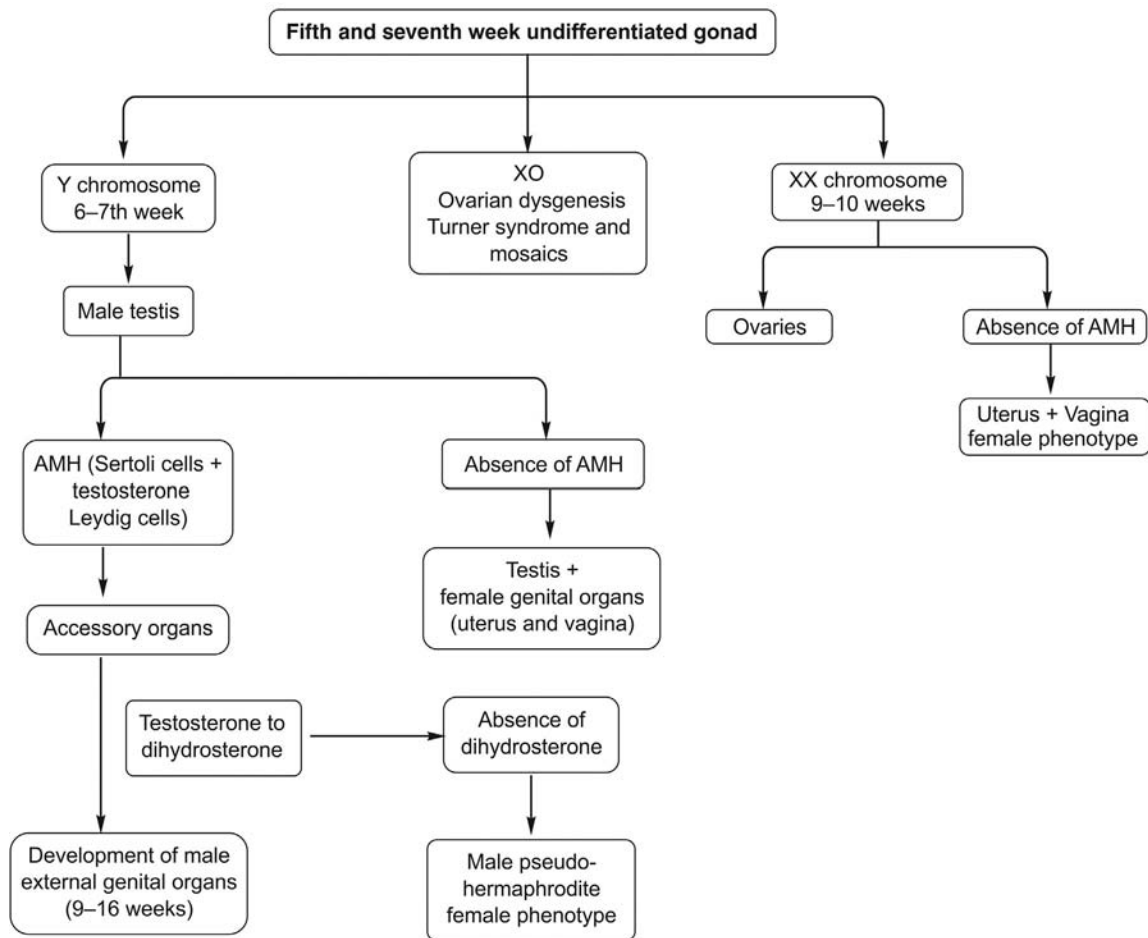 Fifth and seventh week undifferentiated gonad
Y chromosome
6–7th week
XO
Ovarian dysgenesis
Turner syndrome and
mosaics
XX chromosome
9–10 weeks
Male testis
Ovaries
Absence of AMH
Uterus + Vagina
female phenotype
AMH (Sertoli cells +
testosterone
Leydig cells)
Absence of AMH
Testis +
female genital organs
(uterus and vagina)
Accessory organs
Testosterone to
dihydrosterone
Absence of
dihydrosterone
Development of male
external genital organs
(9–16 weeks)
Male pseudo-
hermaphrodite
female phenotype